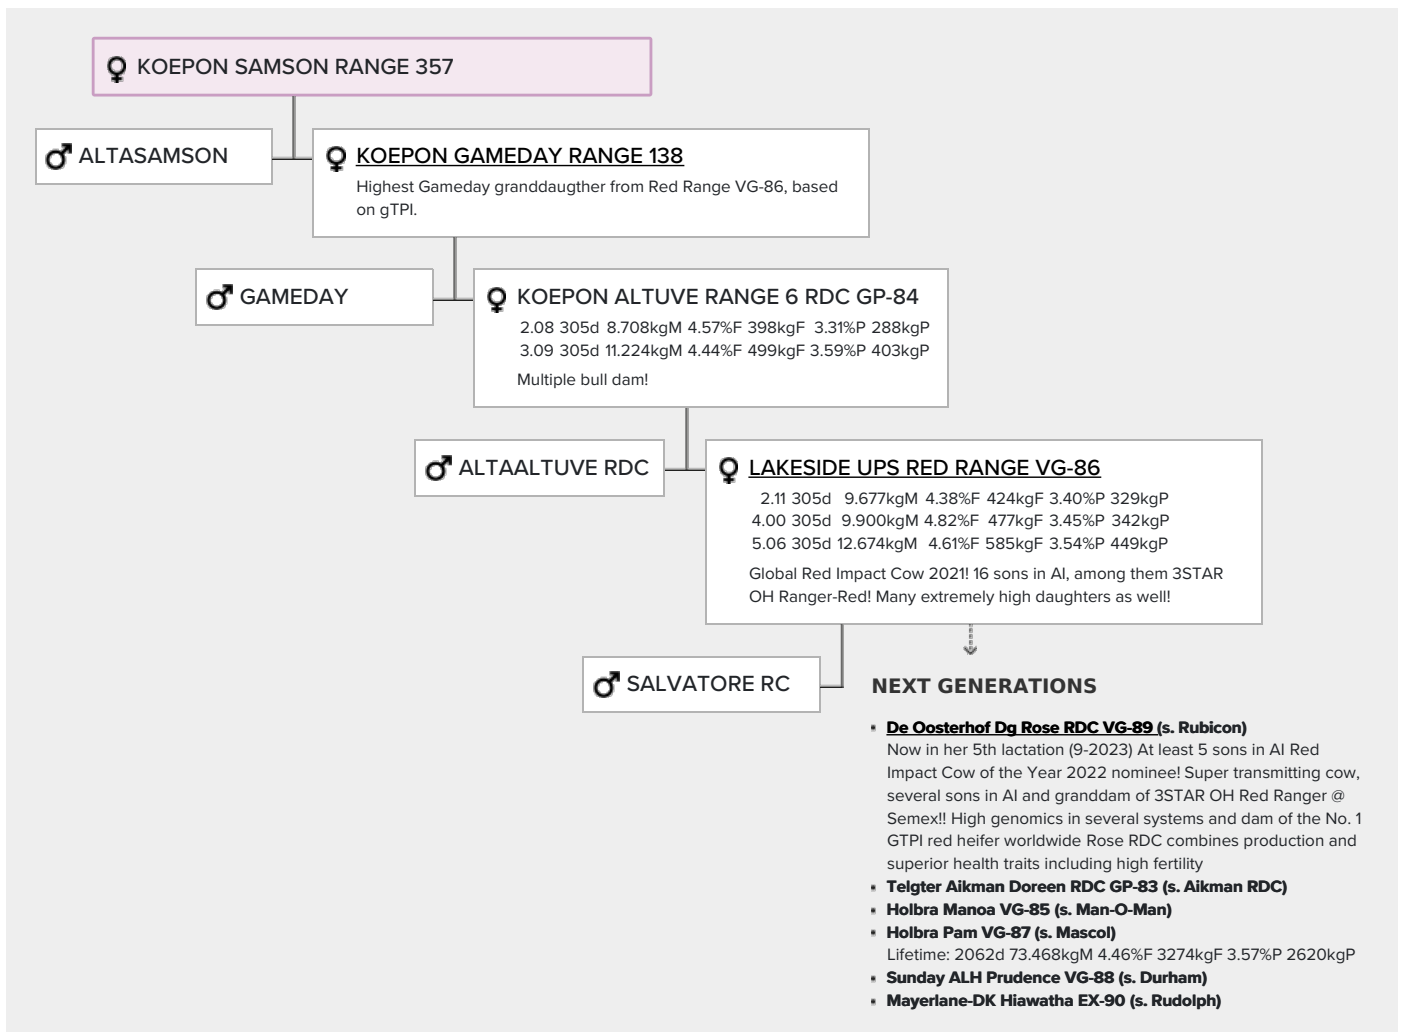 KOEPON SAMSON RANGE 357
ALTASAMSON
KOEPON GAMEDAY RANGE 138
Highest Gameday granddaugther from Red Range VG-86, based
on gTPI.
GAMEDAY
KOEPON ALTUVE RANGE 6 RDC GP-84
2.08 305d 8.708kgM 4.57%F 398kgF 3.31%P 288kgP
3.09 305d 11.224kgM 4.44%F 499kgF 3.59%P 403kgP
Multiple bull dam!
ALTAALTUVE RDC
LAKESIDE UPS RED RANGE VG-86
2.11 305d 9.677kgM 4.38%F 424kgF 3.40%P 329kgP
4.00 305d 9.900kgM 4.82%F 477kgF 3.45%P 342kgP
5.06 305d 12.674kgM 4.61%F 585kgF 3.54%P 449kgP
Global Red Impact Cow 2021! 16 sons in AI, among them 3STAR
OH Ranger-Red! Many extremely high daughters as well!
SALVATORE RC
NEXT GENERATIONS
De Oosterhof Dg Rose RDC VG-89 (s. Rubicon)
Now in her 5th lactation (9-2023) At least 5 sons in AI Red
Impact Cow of the Year 2022 nominee! Super transmitting cow,
several sons in AI and granddam of 3STAR OH Red Ranger @
Semex!! High genomics in several systems and dam of the No. 1
GTPI red heifer worldwide Rose RDC combines production and
superior health traits including high fertility
Telgter Aikman Doreen RDC GP-83 (s. Aikman RDC)
Holbra Manoa VG-85 (s. Man-O-Man)
Holbra Pam VG-87 (s. Mascol)
Lifetime: 2062d 73.468kgM 4.46%F 3274kgF 3.57%P 2620kgP
Sunday ALH Prudence VG-88 (s. Durham)
Mayerlane-DK Hiawatha EX-90 (s. Rudolph)